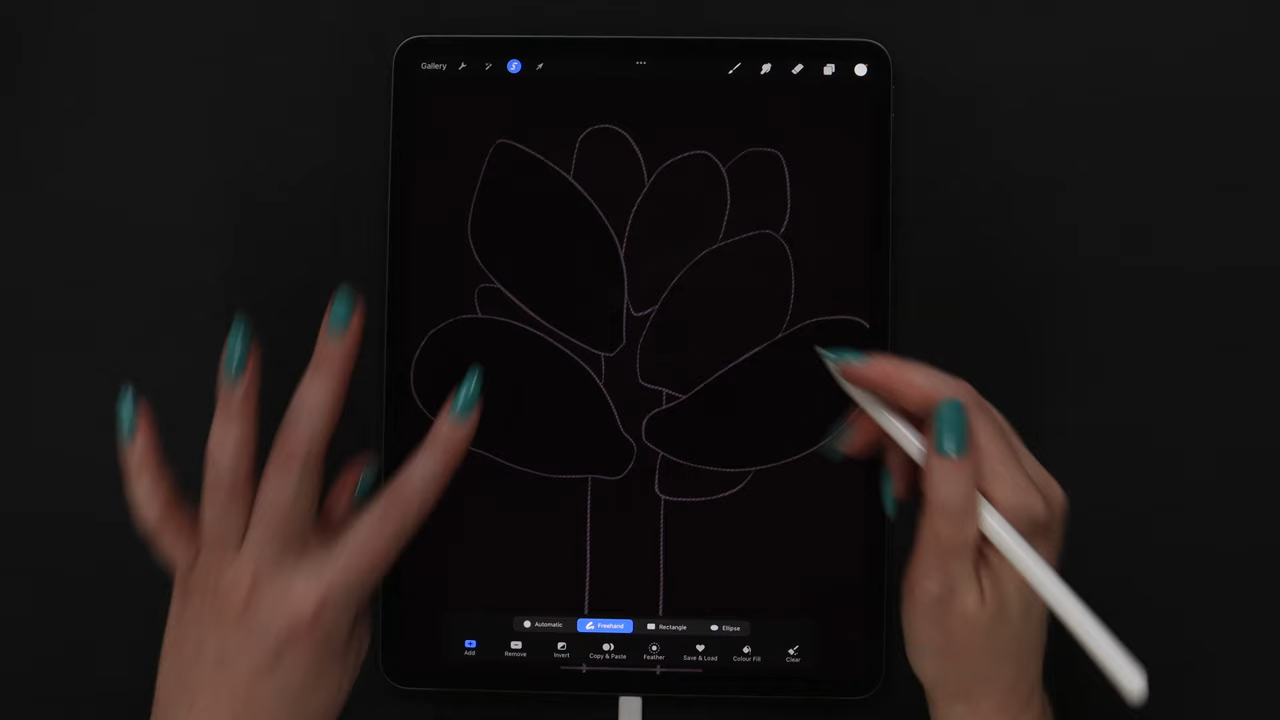 Gallery
Automatic Freehand Rectangle Ellipse
Add Remove Invert Copy & Paste Feather Save & Load Colour Fill Clear